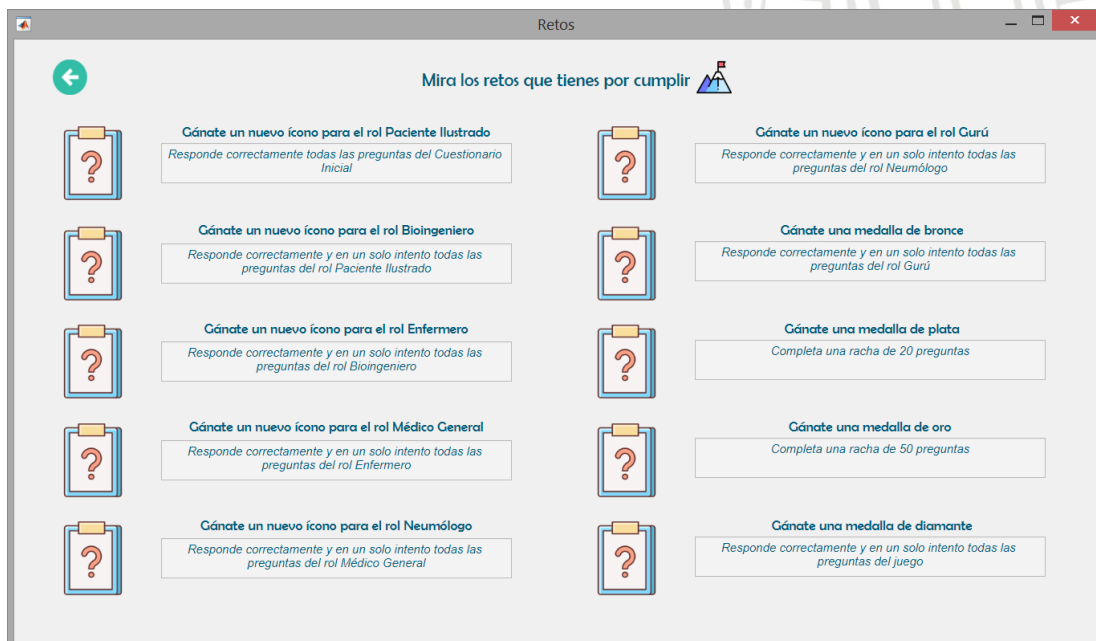 Retos
Mira los retos que tienes por cumplir
Gánate un nuevo ícono para el rol Paciente Ilustrado
Responde correctamente todas las preguntas del Cuestionario
Inicial
Gánate un nuevo ícono para el rol Bioingeniero
Responde correctamente y en un solo intento todas las
preguntas del rol Paciente Ilustrado
Gánate un nuevo ícono para el rol Enfermero
Responde correctamente y en un solo intento todas las
preguntas del rol Bioingeniero
Gánate un nuevo ícono para el rol Médico General
Responde correctamente y en un solo intento todas las
preguntas del rol Enfermero
Gánate un nuevo ícono para el rol Neumólogo
Responde correctamente y en un solo intento todas las
preguntas del rol Médico General
Gánate un nuevo ícono para el rol Gurú
Responde correctamente y en un solo intento todas las
preguntas del rol Neumólogo
Gánate una medalla de bronce
Responde correctamente y en un solo intento todas las
preguntas del rol Gurú
Gánate una medalla de plata
Completa una racha de 20 preguntas
Gánate una medalla de oro
Completa una racha de 50 preguntas
Gánate una medalla de diamante
Responde correctamente y en un solo intento todas las
preguntas del juego